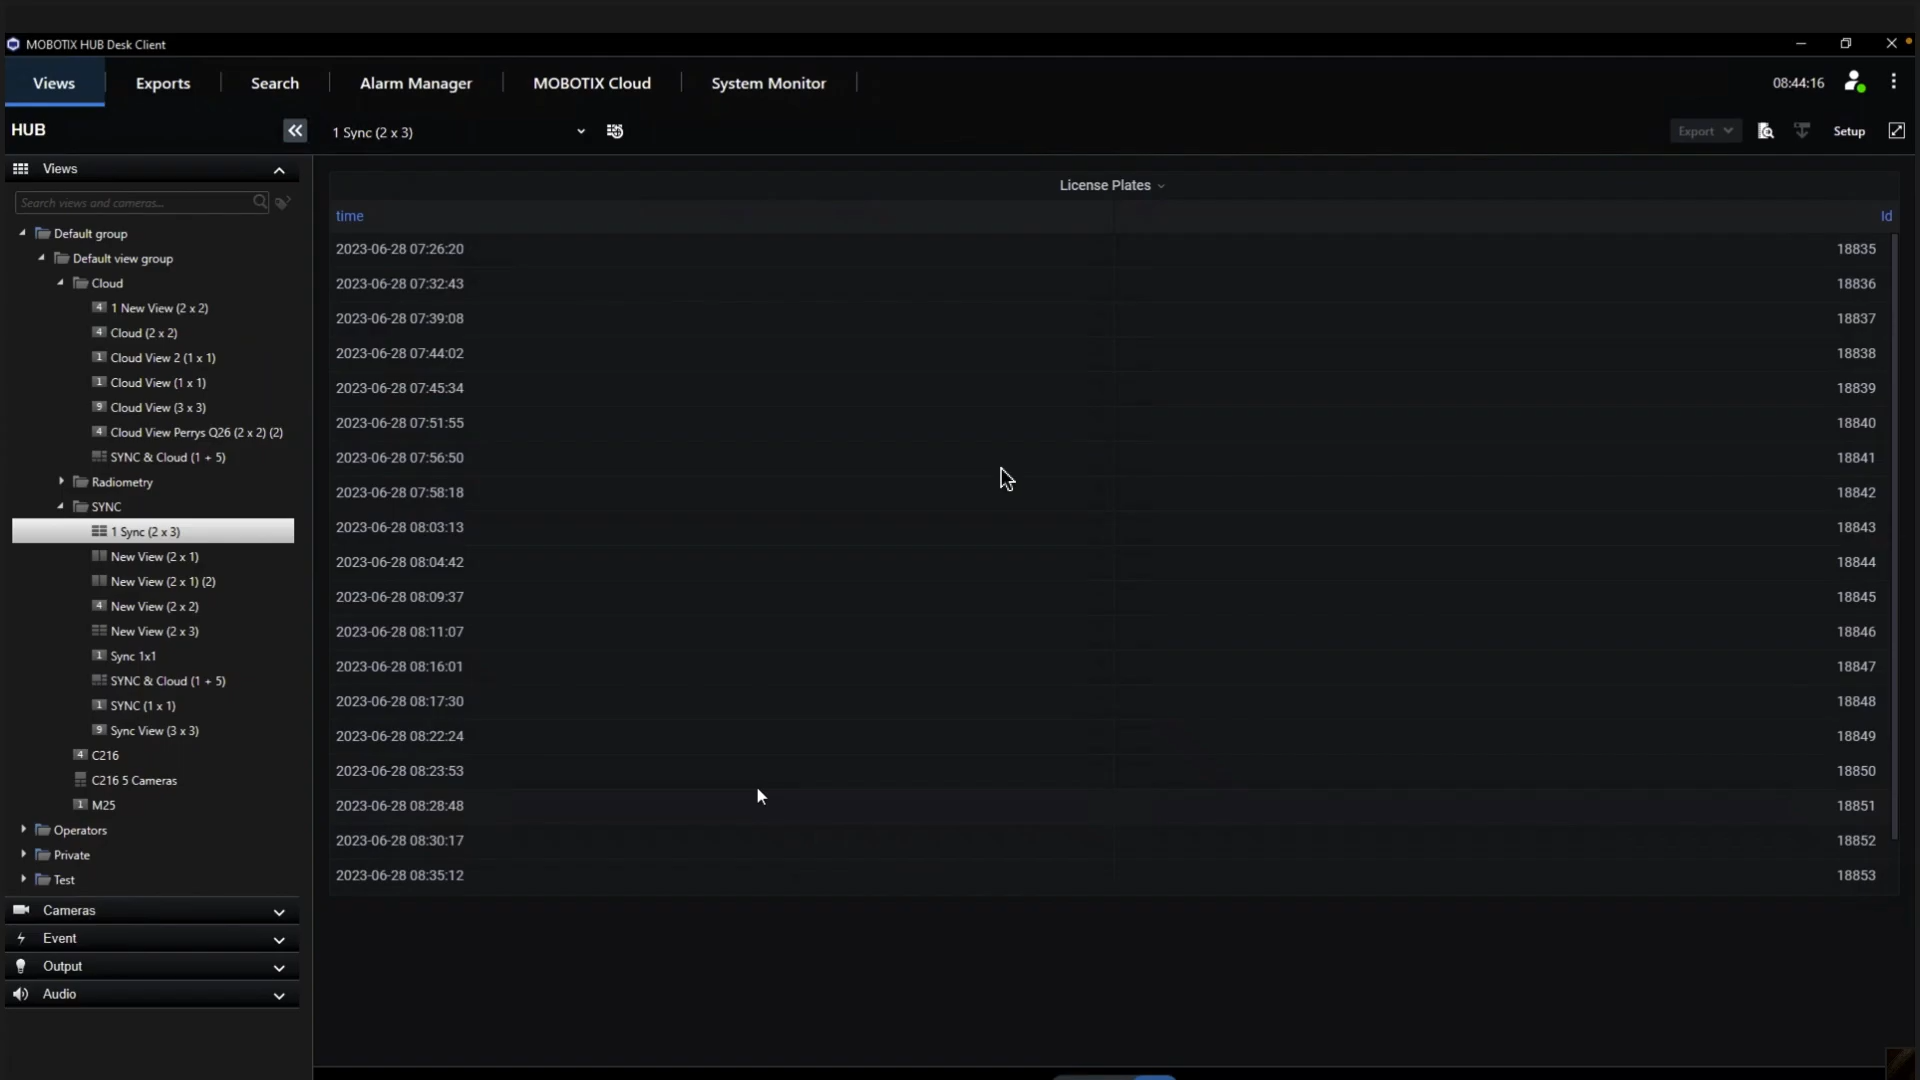 MOBOTIX HUB Desk Client
Views Exports Search Alarm Manager MOBOTIX Cloud System Monitor 08:44:16
HUB 1 Sync (2 x 3) Export Setup
Views
Search views and cameras...
Default group
Default view group
Cloud
4 1 New View (2 x 2)
4 Cloud (2 x 2)
1 Cloud View 2 (1 x 1)
1 Cloud View (1 x 1)
9 Cloud View (3 x 3)
4 Cloud View Perrys Q26 (2 x 2) (2)
SYNC & Cloud (1 + 5)
Radiometry
SYNC
1 Sync (2 x 3)
New View (2 x 1)
New View (2 x 1) (2)
4 New View (2 x 2)
New View (2 x 3)
1 Sync 1x1
SYNC & Cloud (1 + 5)
1 SYNC (1 x 1)
9 Sync View (3 x 3)
4 C216
C216 5 Cameras
1 M25
Operators
Private
Test
Cameras
Event
Output
Audio
License Plates
time Id
2023-06-28 07:26:20 18835
2023-06-28 07:32:43 18836
2023-06-28 07:39:08 18837
2023-06-28 07:44:02 18838
2023-06-28 07:45:34 18839
2023-06-28 07:51:55 18840
2023-06-28 07:56:50 18841
2023-06-28 07:58:18 18842
2023-06-28 08:03:13 18843
2023-06-28 08:04:42 18844
2023-06-28 08:09:37 18845
2023-06-28 08:11:07 18846
2023-06-28 08:16:01 18847
2023-06-28 08:17:30 18848
2023-06-28 08:22:24 18849
2023-06-28 08:23:53 18850
2023-06-28 08:28:48 18851
2023-06-28 08:30:17 18852
2023-06-28 08:35:12 18853